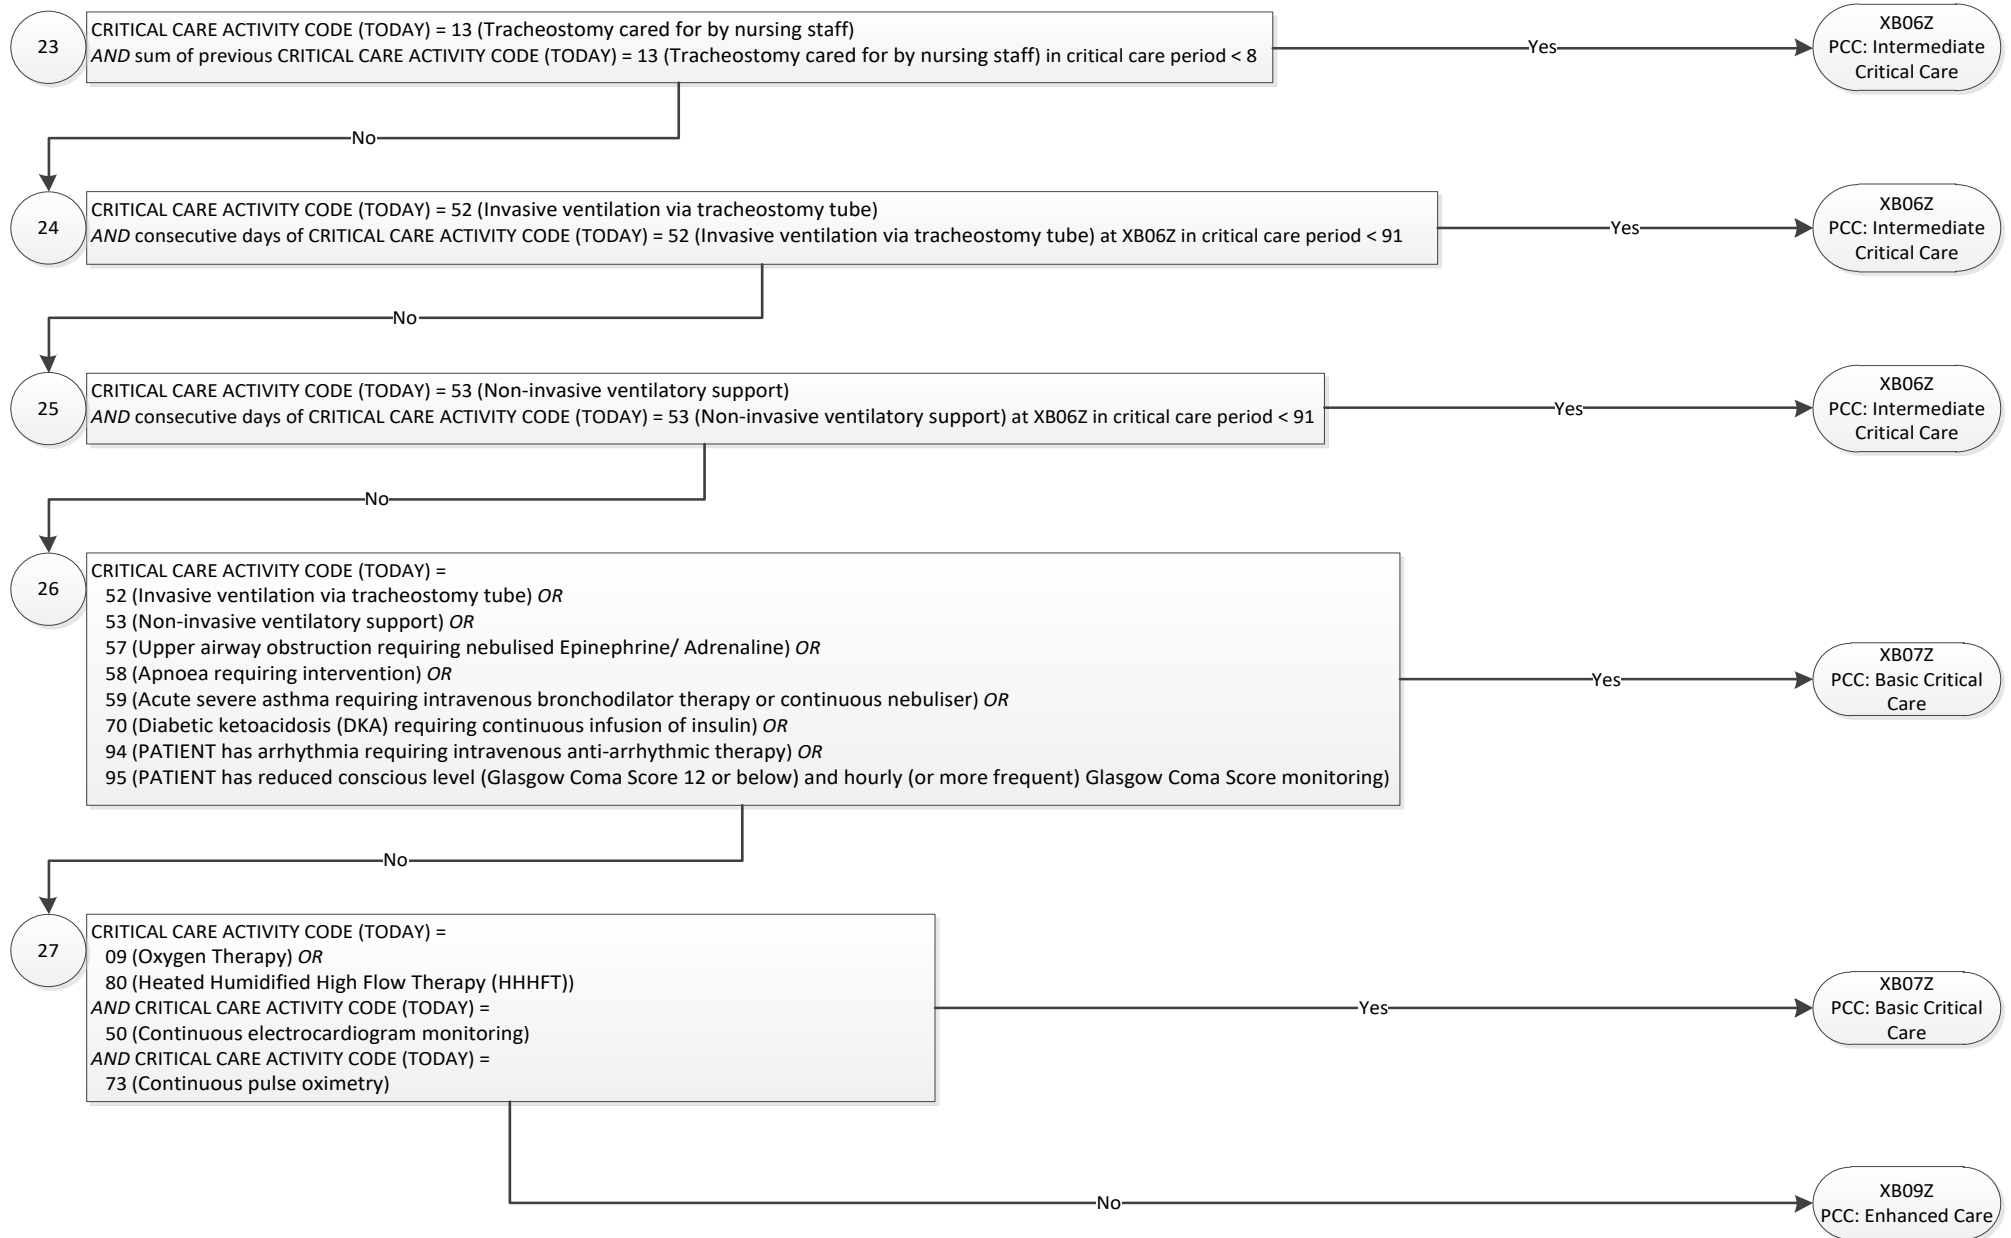 23
CRITICAL CARE ACTIVITY CODE (TODAY) = 13 (Tracheostomy cared for by nursing staff)
AND sum of previous CRITICAL CARE ACTIVITY CODE (TODAY) = 13 (Tracheostomy cared for by nursing staff) in critical care period < 8
Yes
XB06Z
PCC: Intermediate
Critical Care
No
24
CRITICAL CARE ACTIVITY CODE (TODAY) = 52 (Invasive ventilation via tracheostomy tube)
AND consecutive days of CRITICAL CARE ACTIVITY CODE (TODAY) = 52 (Invasive ventilation via tracheostomy tube) at XB06Z in critical care period < 91
Yes
XB06Z
PCC: Intermediate
Critical Care
No
25
CRITICAL CARE ACTIVITY CODE (TODAY) = 53 (Non-invasive ventilatory support)
AND consecutive days of CRITICAL CARE ACTIVITY CODE (TODAY) = 53 (Non-invasive ventilatory support) at XB06Z in critical care period < 91
Yes
XB06Z
PCC: Intermediate
Critical Care
No
26
CRITICAL CARE ACTIVITY CODE (TODAY) =
52 (Invasive ventilation via tracheostomy tube) OR
53 (Non-invasive ventilatory support) OR
57 (Upper airway obstruction requiring nebulised Epinephrine/ Adrenaline) OR
58 (Apnoea requiring intervention) OR
59 (Acute severe asthma requiring intravenous bronchodilator therapy or continuous nebuliser) OR
70 (Diabetic ketoacidosis (DKA) requiring continuous infusion of insulin) OR
94 (PATIENT has arrhythmia requiring intravenous anti-arrhythmic therapy) OR
95 (PATIENT has reduced conscious level (Glasgow Coma Score 12 or below) and hourly (or more frequent) Glasgow Coma Score monitoring)
Yes
XB07Z
PCC: Basic Critical
Care
No
27
CRITICAL CARE ACTIVITY CODE (TODAY) =
09 (Oxygen Therapy) OR
80 (Heated Humidified High Flow Therapy (HHHFT))
AND CRITICAL CARE ACTIVITY CODE (TODAY) =
50 (Continuous electrocardiogram monitoring)
AND CRITICAL CARE ACTIVITY CODE (TODAY) =
73 (Continuous pulse oximetry)
Yes
XB07Z
PCC: Basic Critical
Care
No
XB09Z
PCC: Enhanced Care